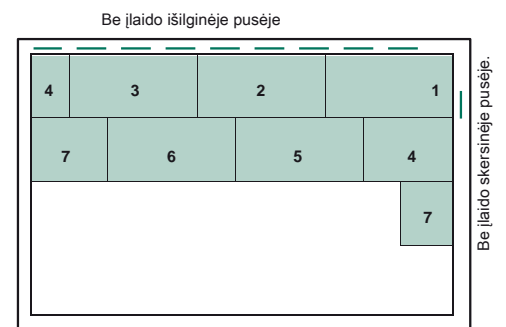 Be įlaido išilginėje pusėje
4 3 2 1
7 6 5 4
7
Be įlaido skersinėje pusėje.